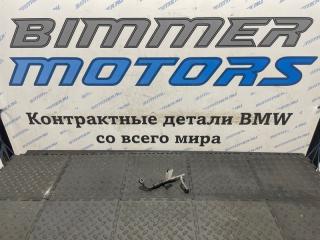 BIMMER
MOTORS
Контрактные детали BMW
со всего мира